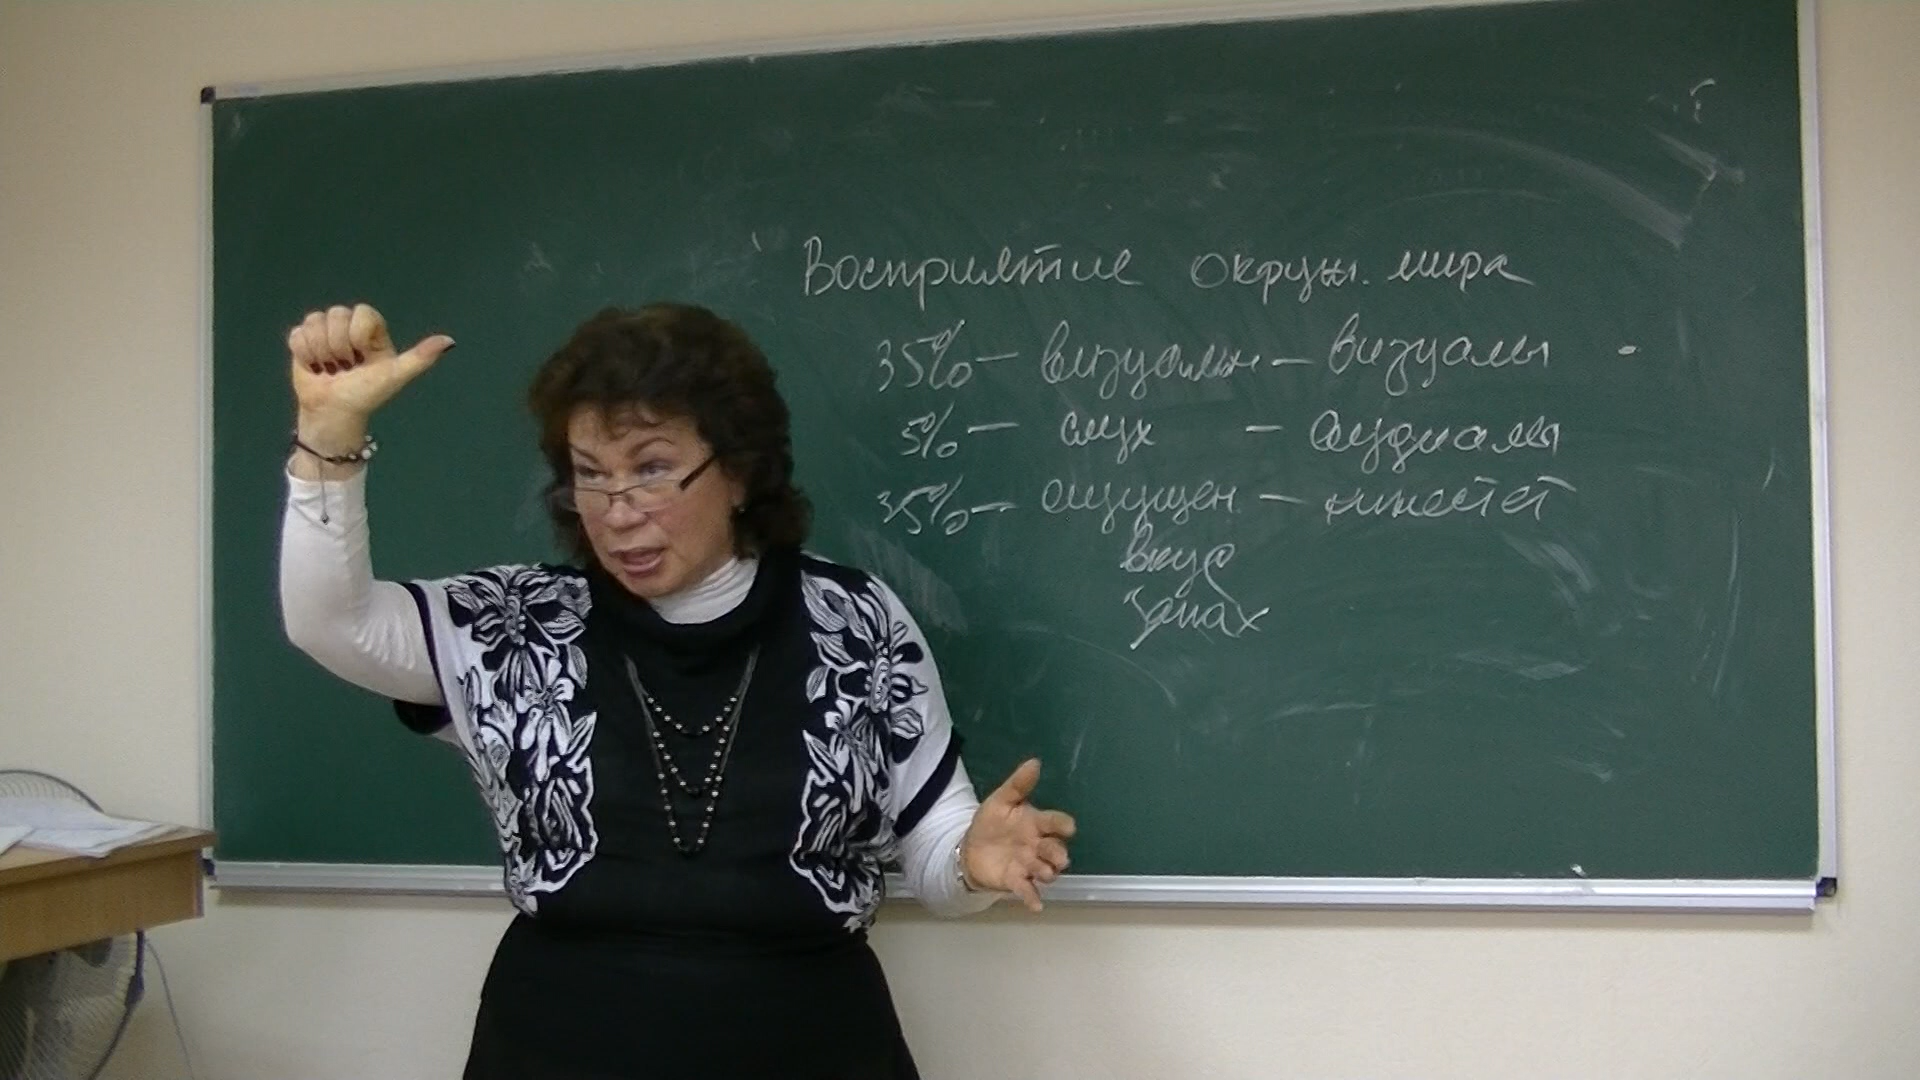 Восприятие окруж. мира
35% — визуальн — визуалы
5% — слух — аудиалы
35% — ощущен. — кинестет
вкус
запах